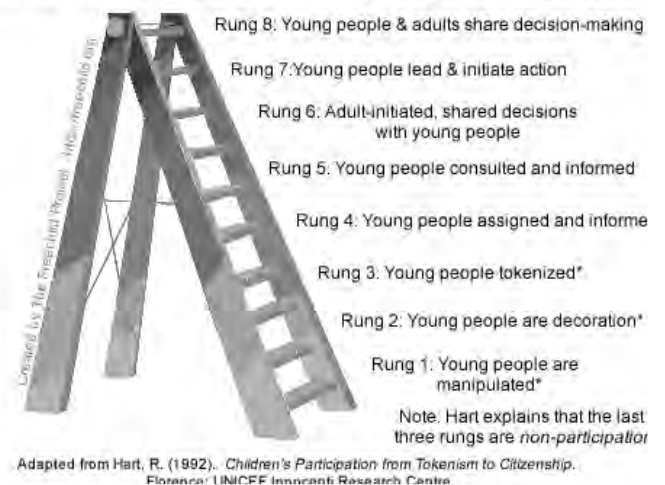 Rung 8: Young people & adults share decision-making
Rung 7:Young people lead & initiate action
Rung 6: Adult-initiated, shared decisions
with young people
Rung 5: Young people consulted and informed
Rung 4: Young people assigned and informe
Rung 3: Young people tokenized*
Rung 2: Young people are decoration*
Rung 1: Young people are
manipulated*
Note: Hart explains that the last
three rungs are non-participation
Created by The Freechild Project
Adapted from Hart, R. (1992). Children's Participation from Tokenism to Citizenship.
Florence: UNICEF Innocenti Research Centre